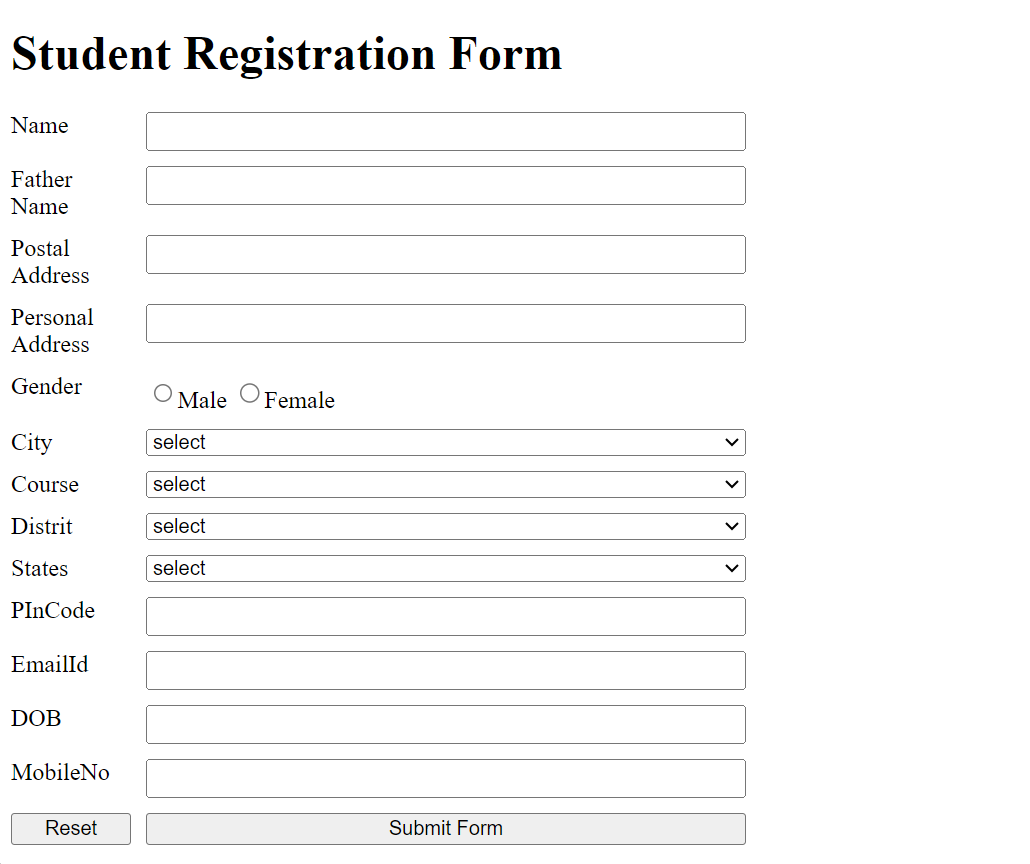 Student Registration Form
Name
Father
Name
Postal
Address
Personal
Address
Gender Male Female
City select
Course select
Distrit select
States select
PInCode
EmailId
DOB
MobileNo
Reset Submit Form